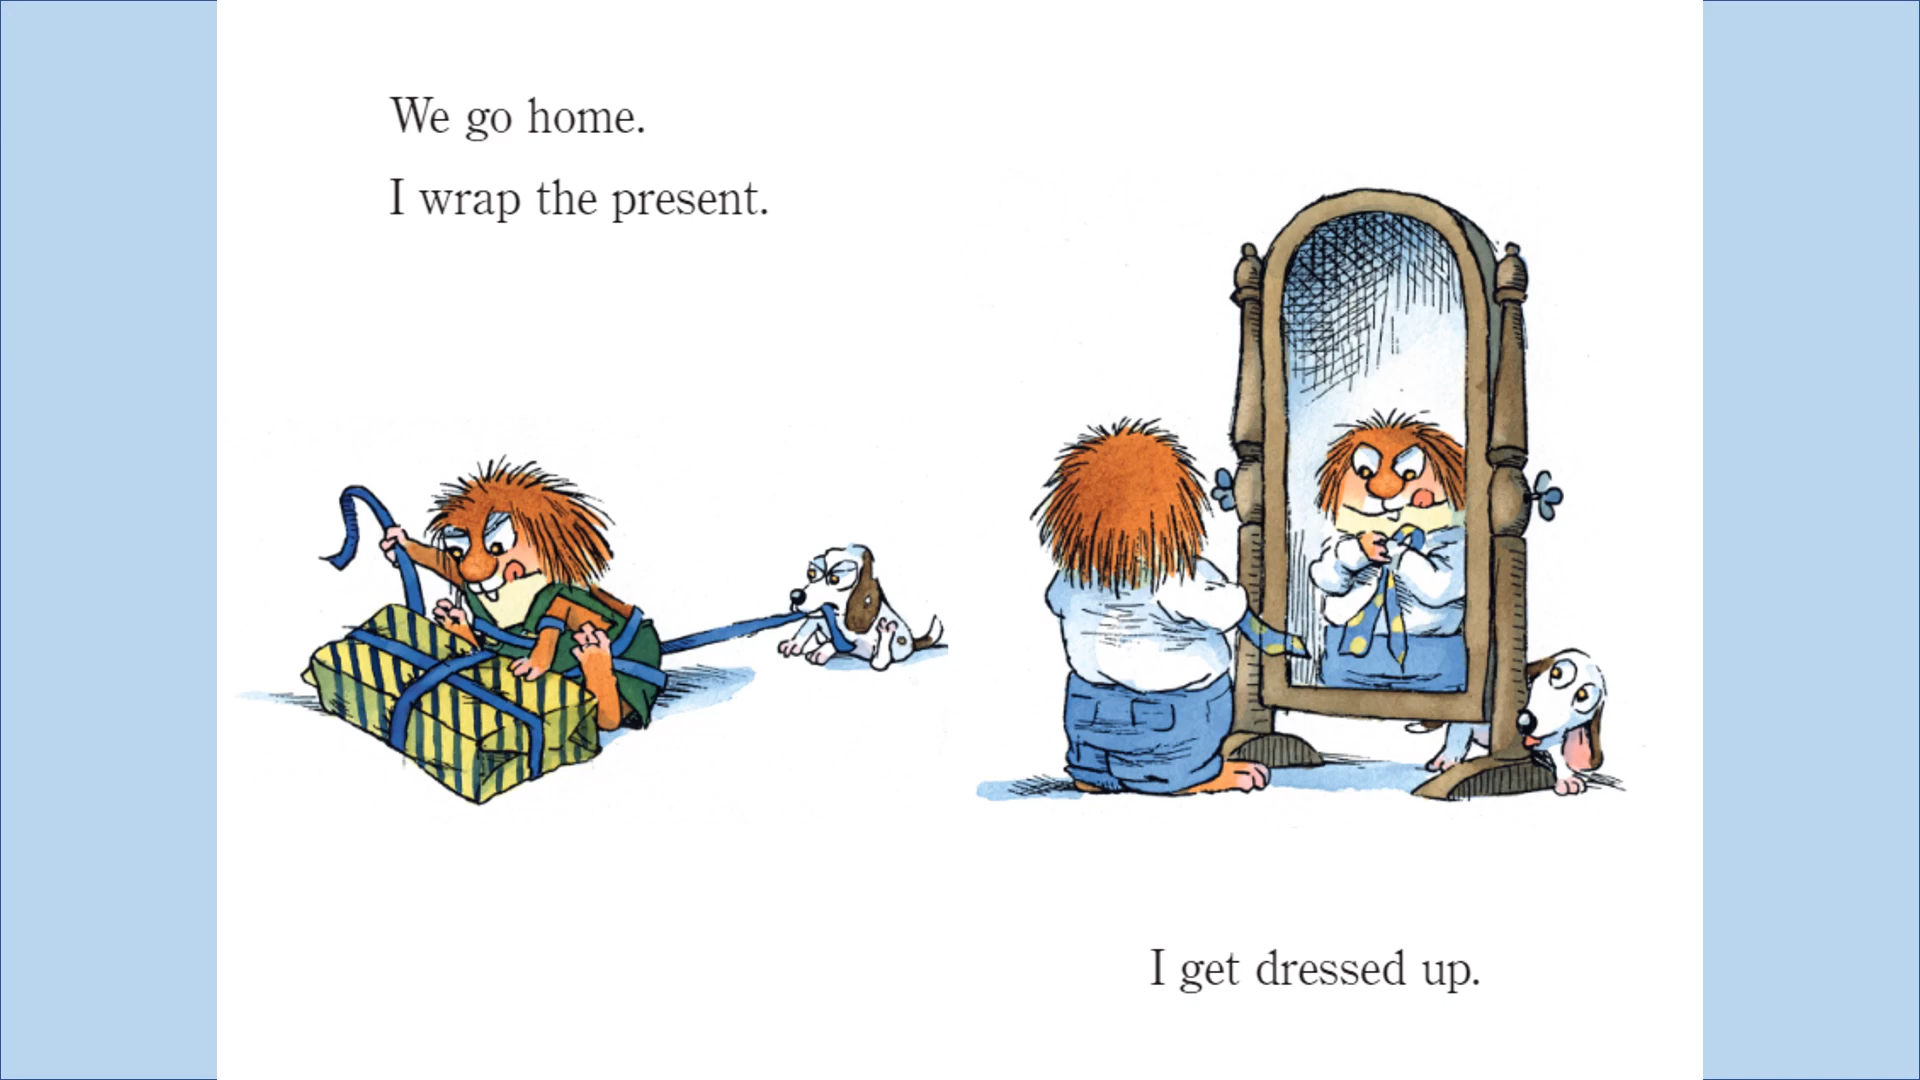 We go home.
I wrap the present.
I get dressed up.